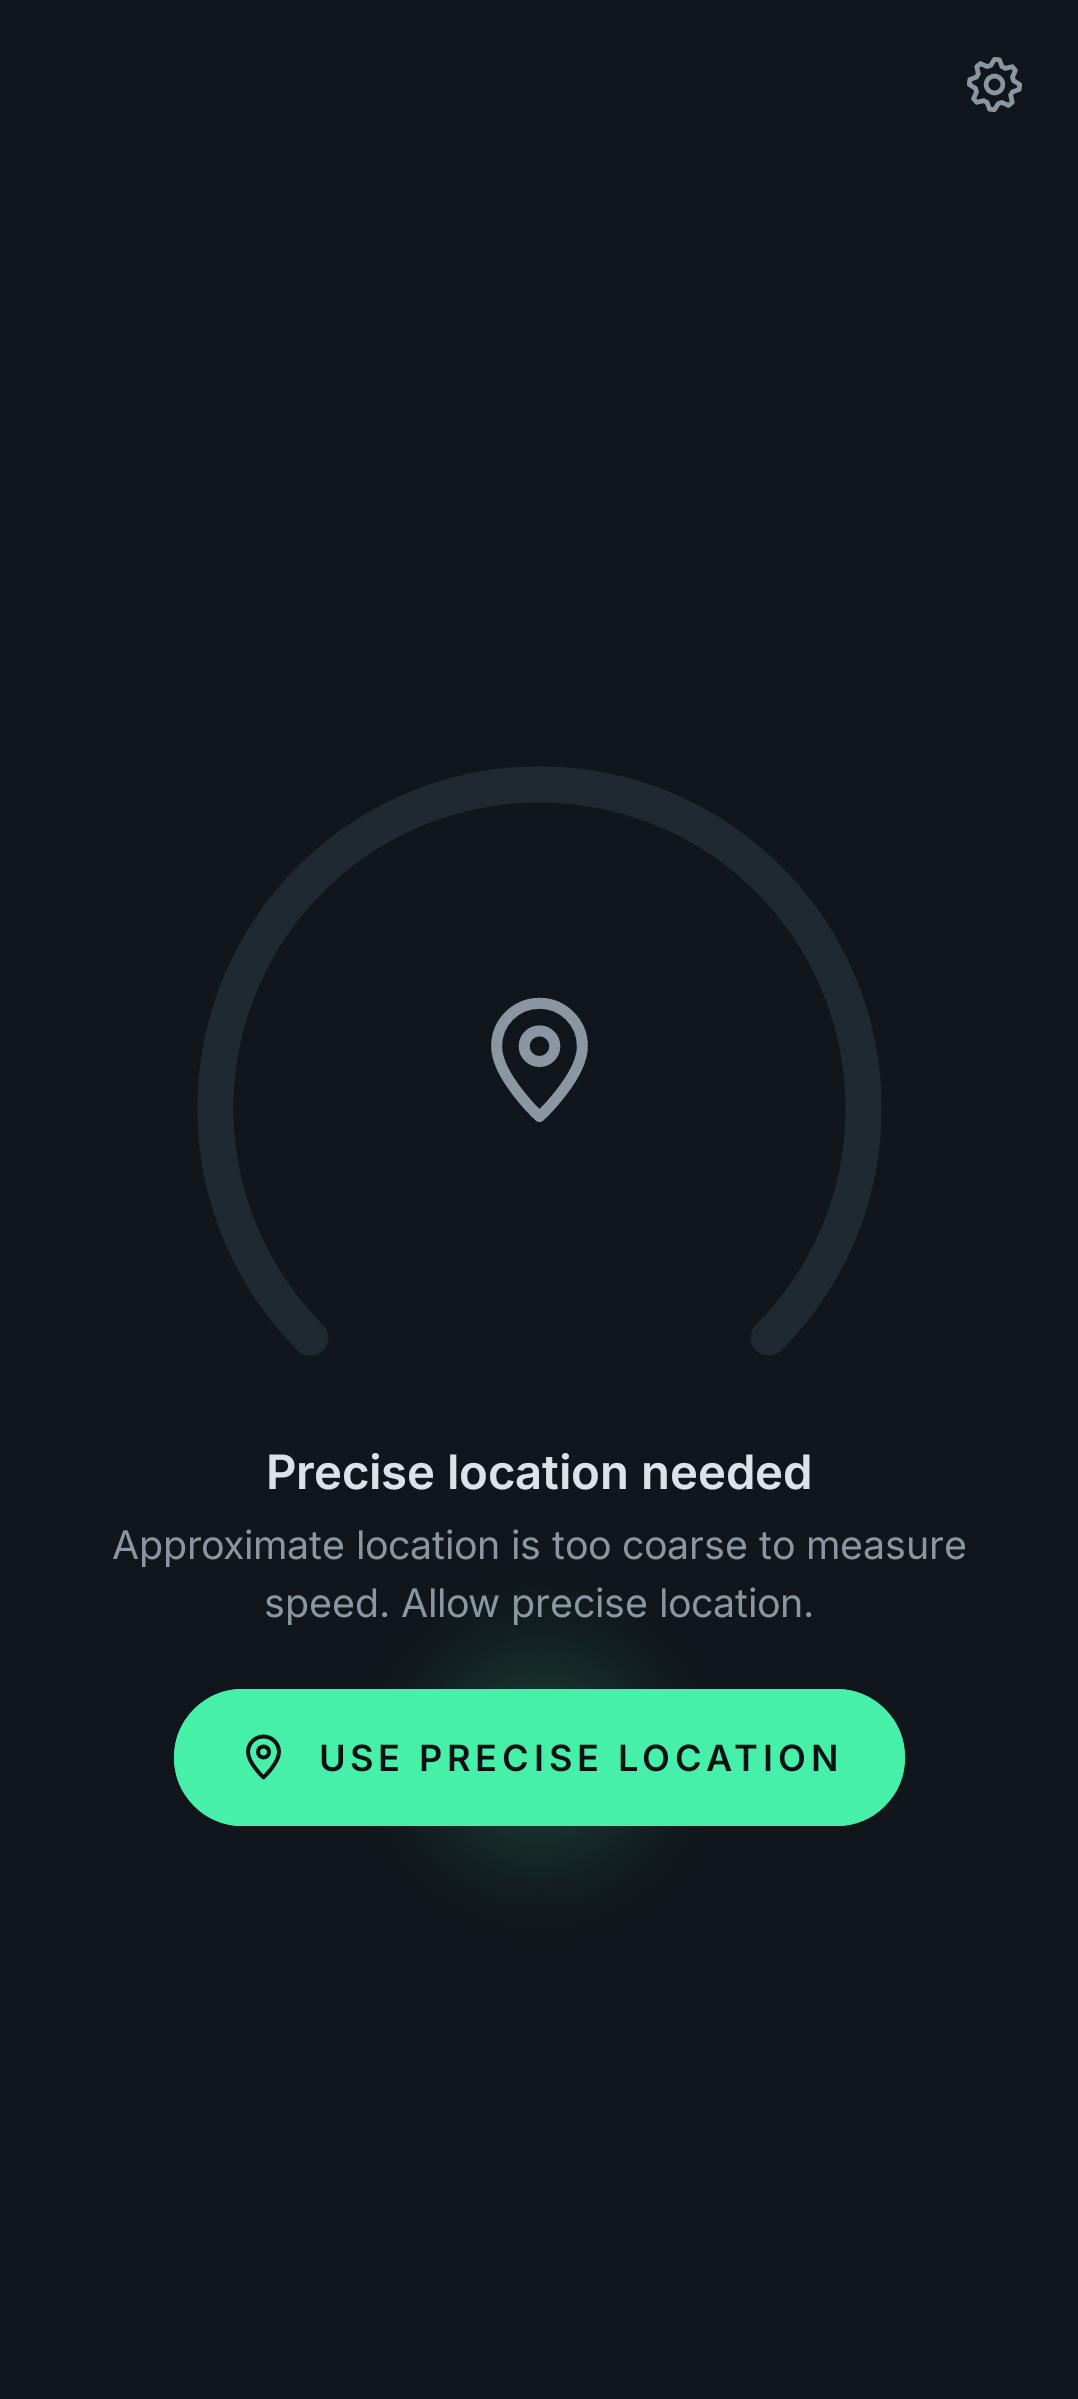 Precise location needed
Approximate location is too coarse to measure
speed. Allow precise location.
USE PRECISE LOCATION